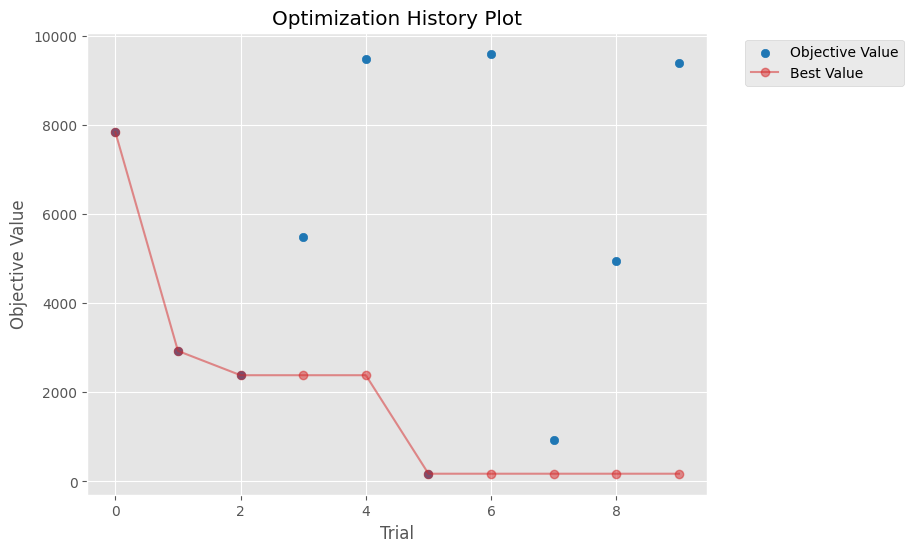 Optimization History Plot
10000
8000
6000
4000
2000
0
Objective Value
0 2 4 6 8
Trial
Objective Value
Best Value